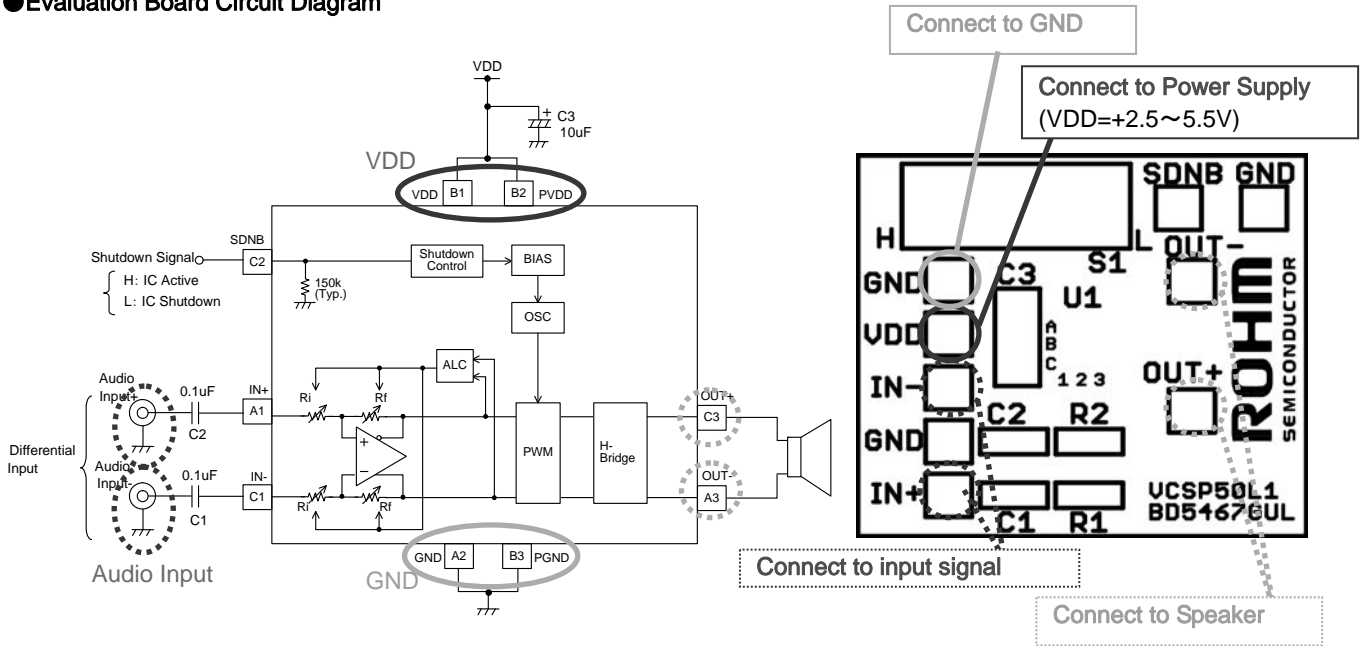 ●Evaluation Board Circuit Diagram
VDD
+
C3
10uF
VDD
VDD
B1
B2
PVDD
SDNB
Shutdown Signal
C2
H: IC Active
L: IC Shutdown
150k
(Typ.)
Shutdown
Control
BIAS
OSC
ALC
Audio
Input+
0.1uF
C2
IN+
A1
Ri
Rf
+
−
PWM
H-
Bridge
OUT+
C3
Differential
Input
Audio
Input-
0.1uF
C1
IN-
C1
Ri
Rf
OUT-
A3
Audio Input
GND
A2
B3
PGND
GND
Connect to GND
Connect to Power Supply
(VDD=+2.5～5.5V)
SDNB GND
H
L
S1
OUT-
GND
C3
U1
VDD
A
B
C
1 2 3
IN-
OUT+
C2
R2
GND
IN+
C1
R1
VCSP50L1
BD5467GUL
ROHM
SEMICONDUCTOR
Connect to input signal
Connect to Speaker